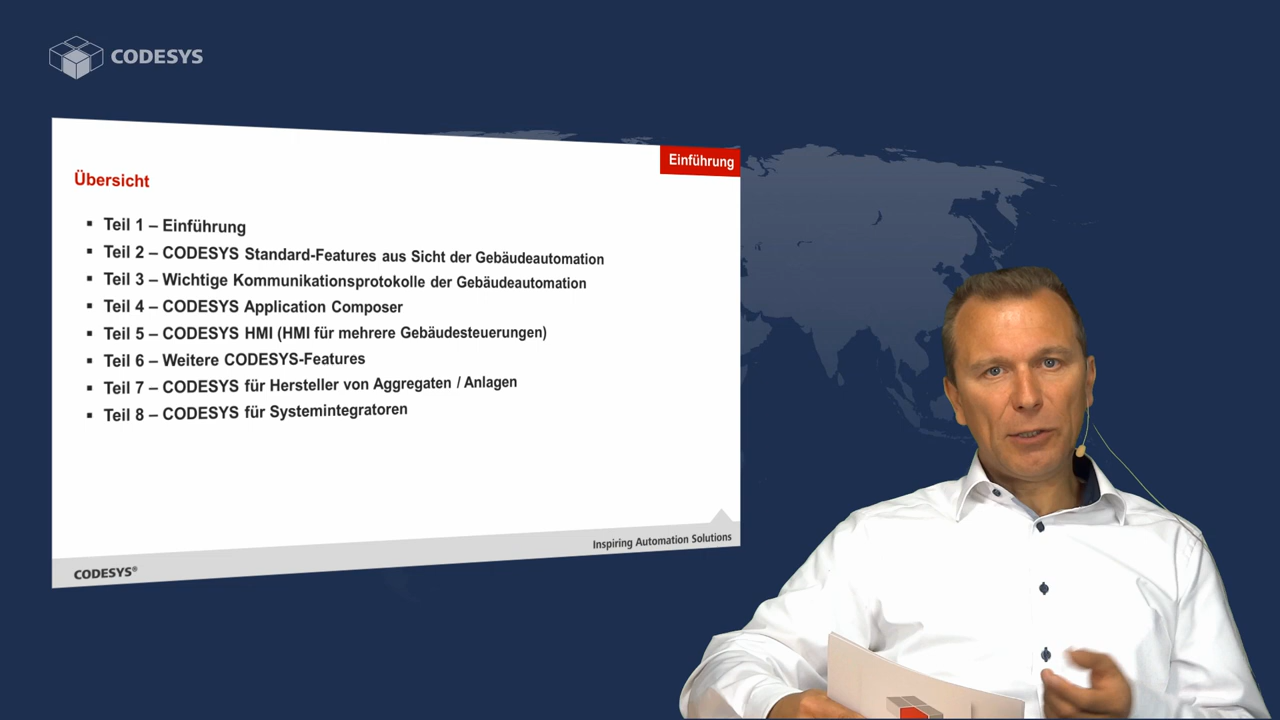 CODESYS
Einführung
Übersicht
▪ Teil 1 – Einführung
▪ Teil 2 – CODESYS Standard-Features aus Sicht der Gebäudeautomation
▪ Teil 3 – Wichtige Kommunikationsprotokolle der Gebäudeautomation
▪ Teil 4 – CODESYS Application Composer
▪ Teil 5 – CODESYS HMI (HMI für mehrere Gebäudesteuerungen)
▪ Teil 6 – Weitere CODESYS-Features
▪ Teil 7 – CODESYS für Hersteller von Aggregaten / Anlagen
▪ Teil 8 – CODESYS für Systemintegratoren
Inspiring Automation Solutions
CODESYS®